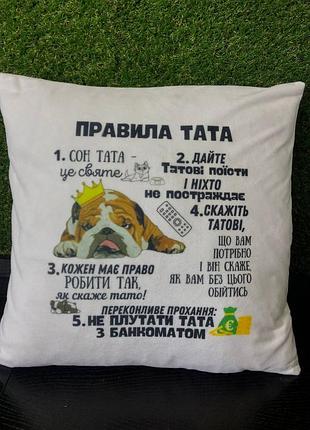 ПРАВИЛА ТАТА
1. СОН ТАТА -
це святе
2. ДАЙТЕ
Татові поїсти
І НІХТО
не постраждає
3. КОЖЕН МАЄ ПРАВО
РОБИТИ ТАК,
як скаже тато!
4. СКАЖІТЬ
ТАТОВІ,
ЩО ВАМ
ПОТРІБНО
І ВІН СКАЖЕ,
ЯК ВАМ БЕЗ ЦЬОГО
ОБІЙТИСЬ
ПЕРЕКОНЛИВЕ ПРОХАННЯ:
5. НЕ ПЛУТАТИ ТАТА
З БАНКОМАТОМ
€